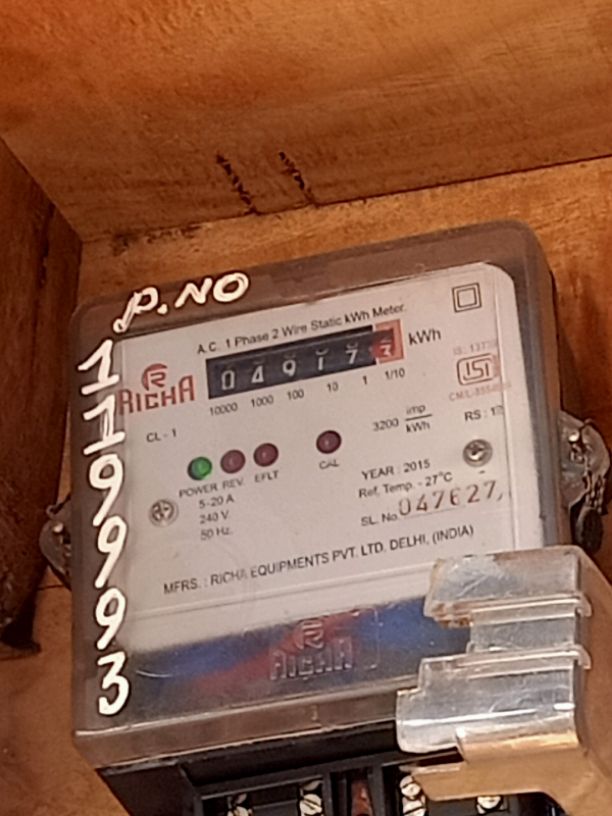 P.NO
119993
A.C. 1 Phase 2 Wire Static kWh Meter.
RICHA
04917 3 kWh
10000 1000 100 10 1 1/10
ISI
CL - 1
3200 imp/kWh
POWER REV. EFLT CAL
5-20 A
240 V
50 Hz.
YEAR : 2015
Ref. Temp. - 27°C
SL. No. 047627
MFRS. : RICHA EQUIPMENTS PVT. LTD. DELHI, (INDIA)
RICHA